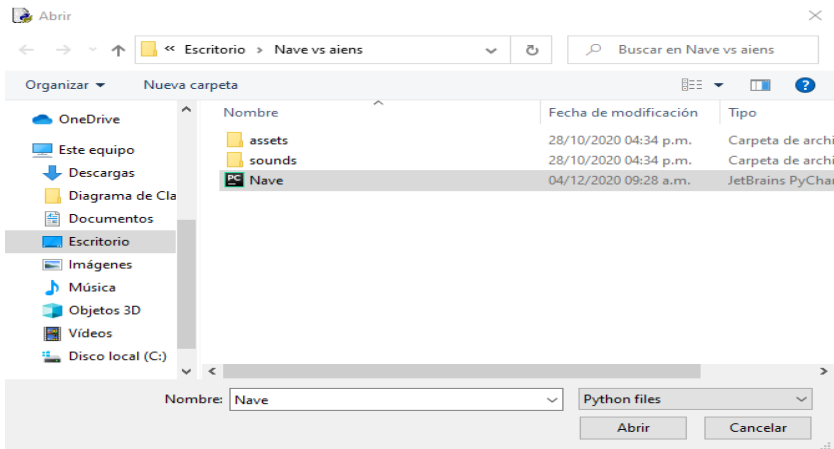 Abrir
« Escritorio > Nave vs aiens
Buscar en Nave vs aiens
Organizar
Nueva carpeta
Nombre
Fecha de modificación
Tipo
OneDrive
Este equipo
Descargas
Diagrama de Cla
Documentos
Escritorio
Imágenes
Música
Objetos 3D
Vídeos
Disco local (C:)
assets 28/10/2020 04:34 p.m. Carpeta de archi
sounds 28/10/2020 04:34 p.m. Carpeta de archi
PC Nave 04/12/2020 09:28 a.m. JetBrains PyChar
Nombre: Nave
Python files
Abrir
Cancelar